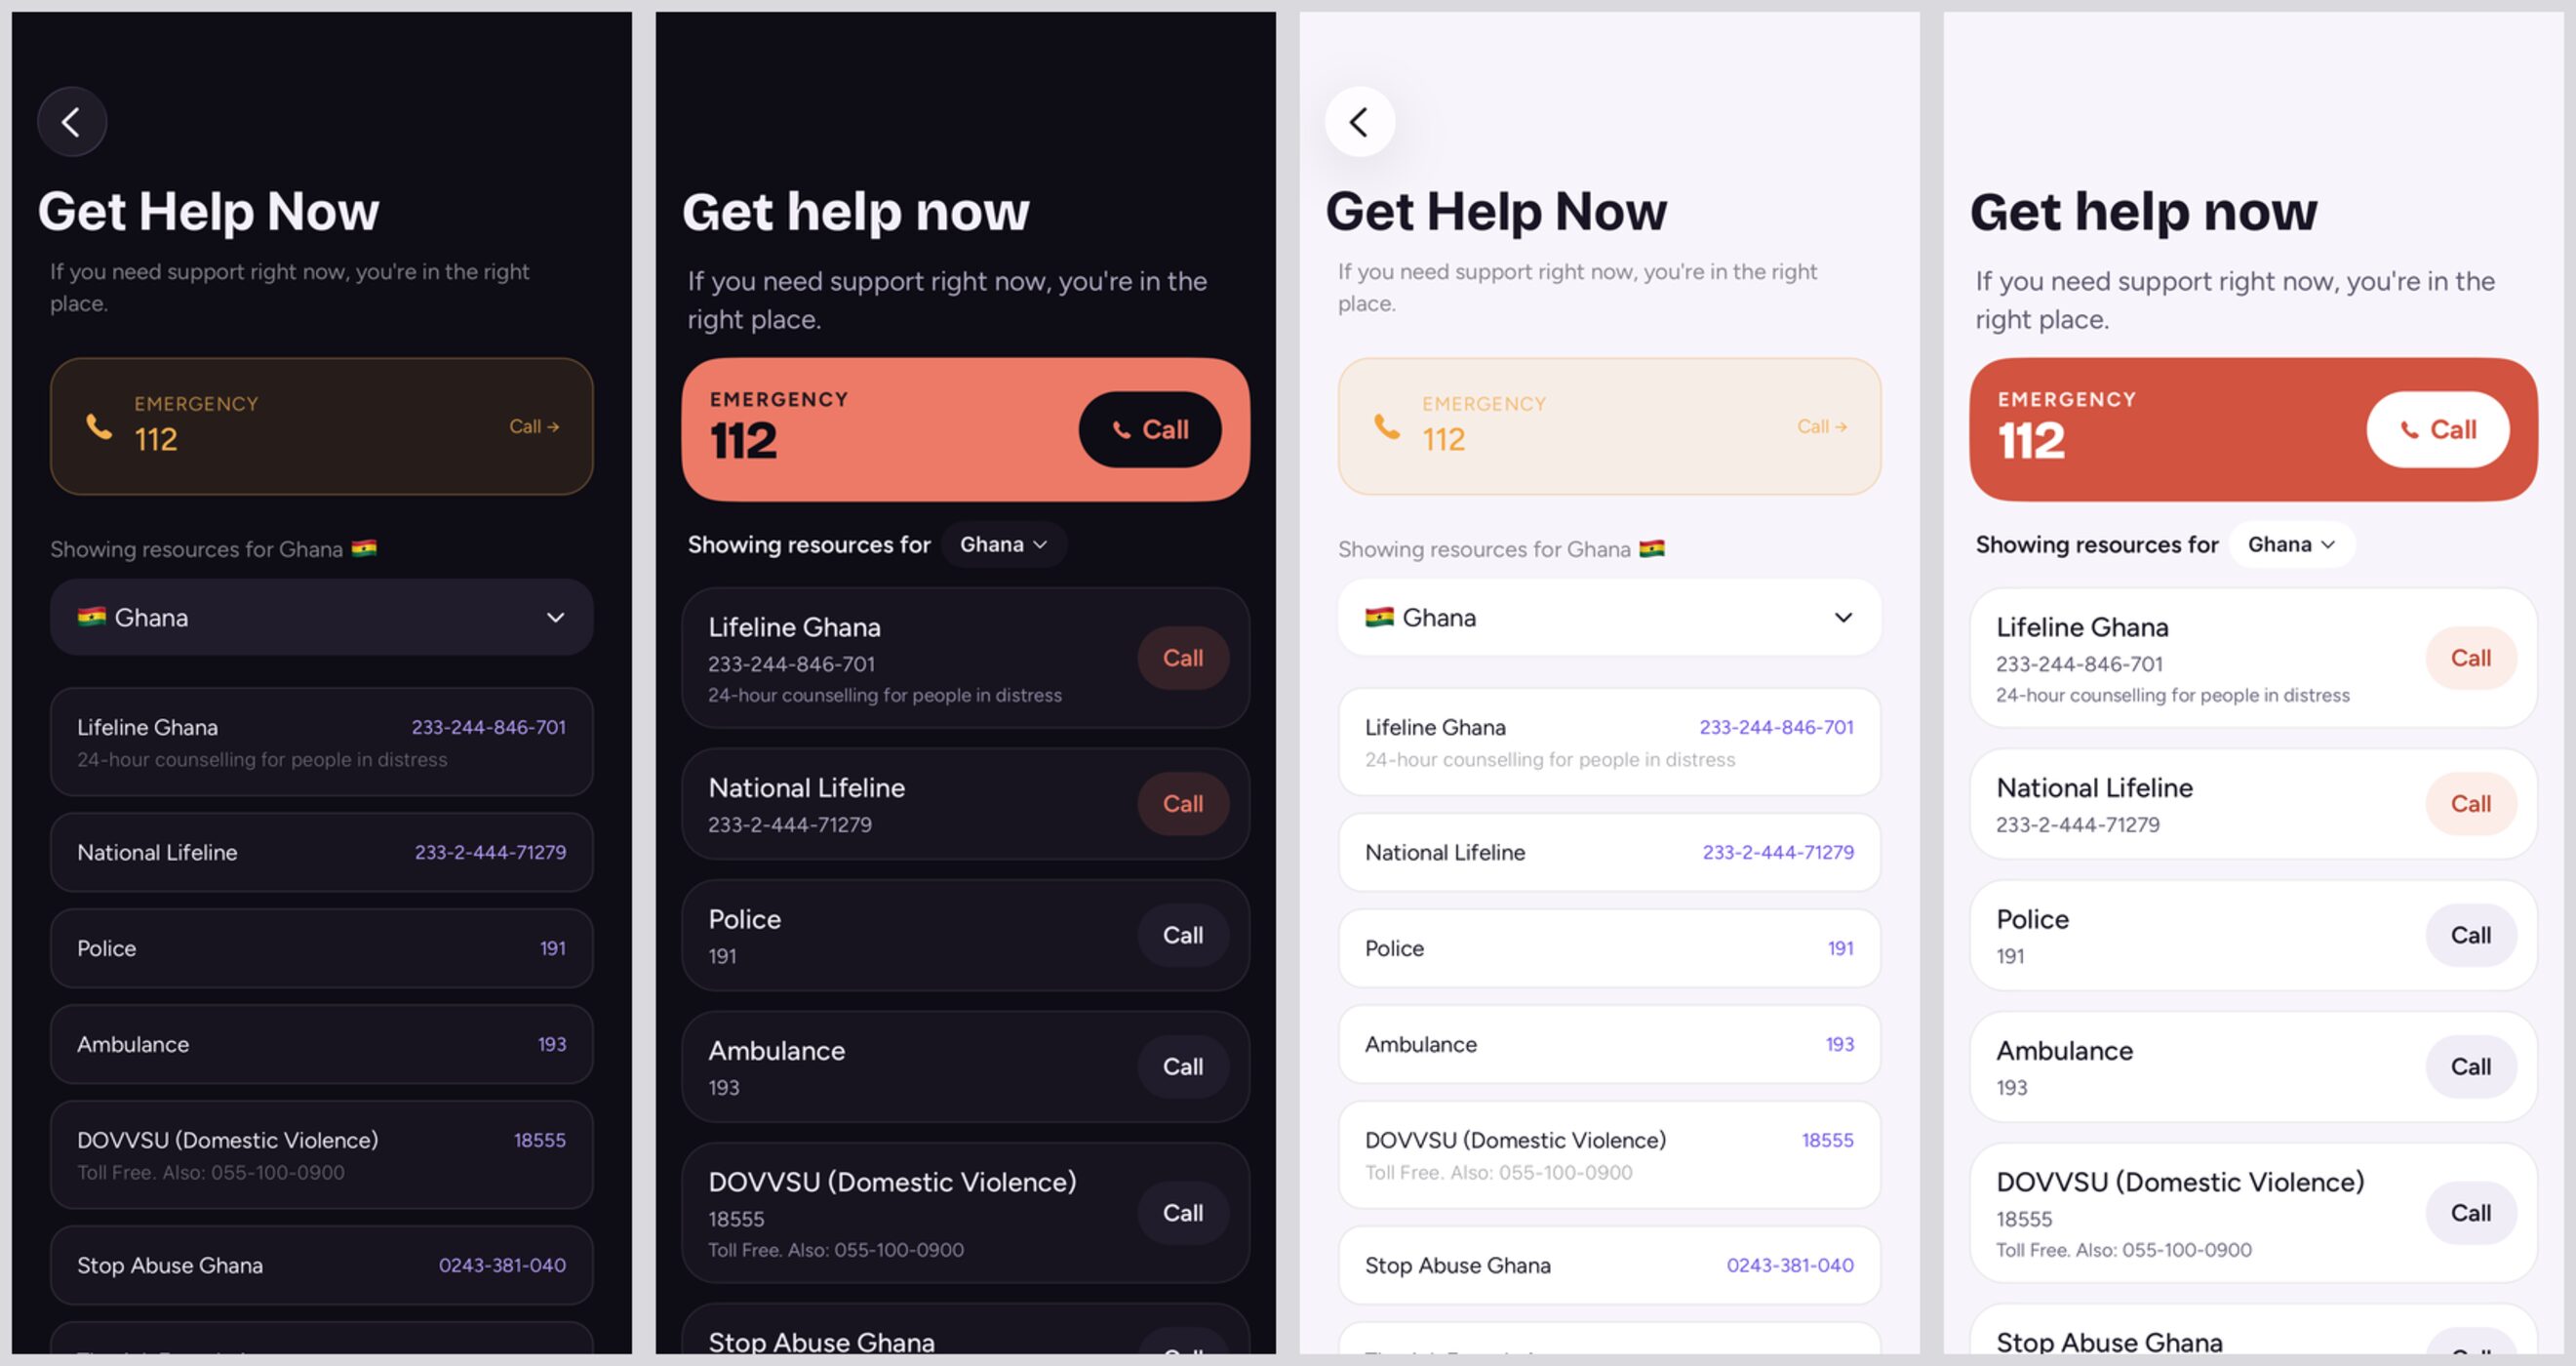 Get Help Now
If you need support right now, you're in the right
place.
EMERGENCY
112
Call →
Showing resources for Ghana 🇬🇭
🇬🇭 Ghana
Lifeline Ghana
233-244-846-701
24-hour counselling for people in distress
National Lifeline
233-2-444-71279
Police
191
Ambulance
193
DOVVSU (Domestic Violence)
18555
Toll Free. Also: 055-100-0900
Stop Abuse Ghana
0243-381-040
Get help now
If you need support right now, you're in the
right place.
EMERGENCY
112
Call
Showing resources for
Ghana
Lifeline Ghana
233-244-846-701
24-hour counselling for people in distress
Call
National Lifeline
233-2-444-71279
Call
Police
191
Call
Ambulance
193
Call
DOVVSU (Domestic Violence)
18555
Toll Free. Also: 055-100-0900
Call
Stop Abuse Ghana
Get Help Now
If you need support right now, you're in the right
place.
EMERGENCY
112
Call →
Showing resources for Ghana 🇬🇭
🇬🇭 Ghana
Lifeline Ghana
233-244-846-701
24-hour counselling for people in distress
National Lifeline
233-2-444-71279
Police
191
Ambulance
193
DOVVSU (Domestic Violence)
18555
Toll Free. Also: 055-100-0900
Stop Abuse Ghana
0243-381-040
Get help now
If you need support right now, you're in the
right place.
EMERGENCY
112
Call
Showing resources for
Ghana
Lifeline Ghana
233-244-846-701
24-hour counselling for people in distress
Call
National Lifeline
233-2-444-71279
Call
Police
191
Call
Ambulance
193
Call
DOVVSU (Domestic Violence)
18555
Toll Free. Also: 055-100-0900
Call
Stop Abuse Ghana